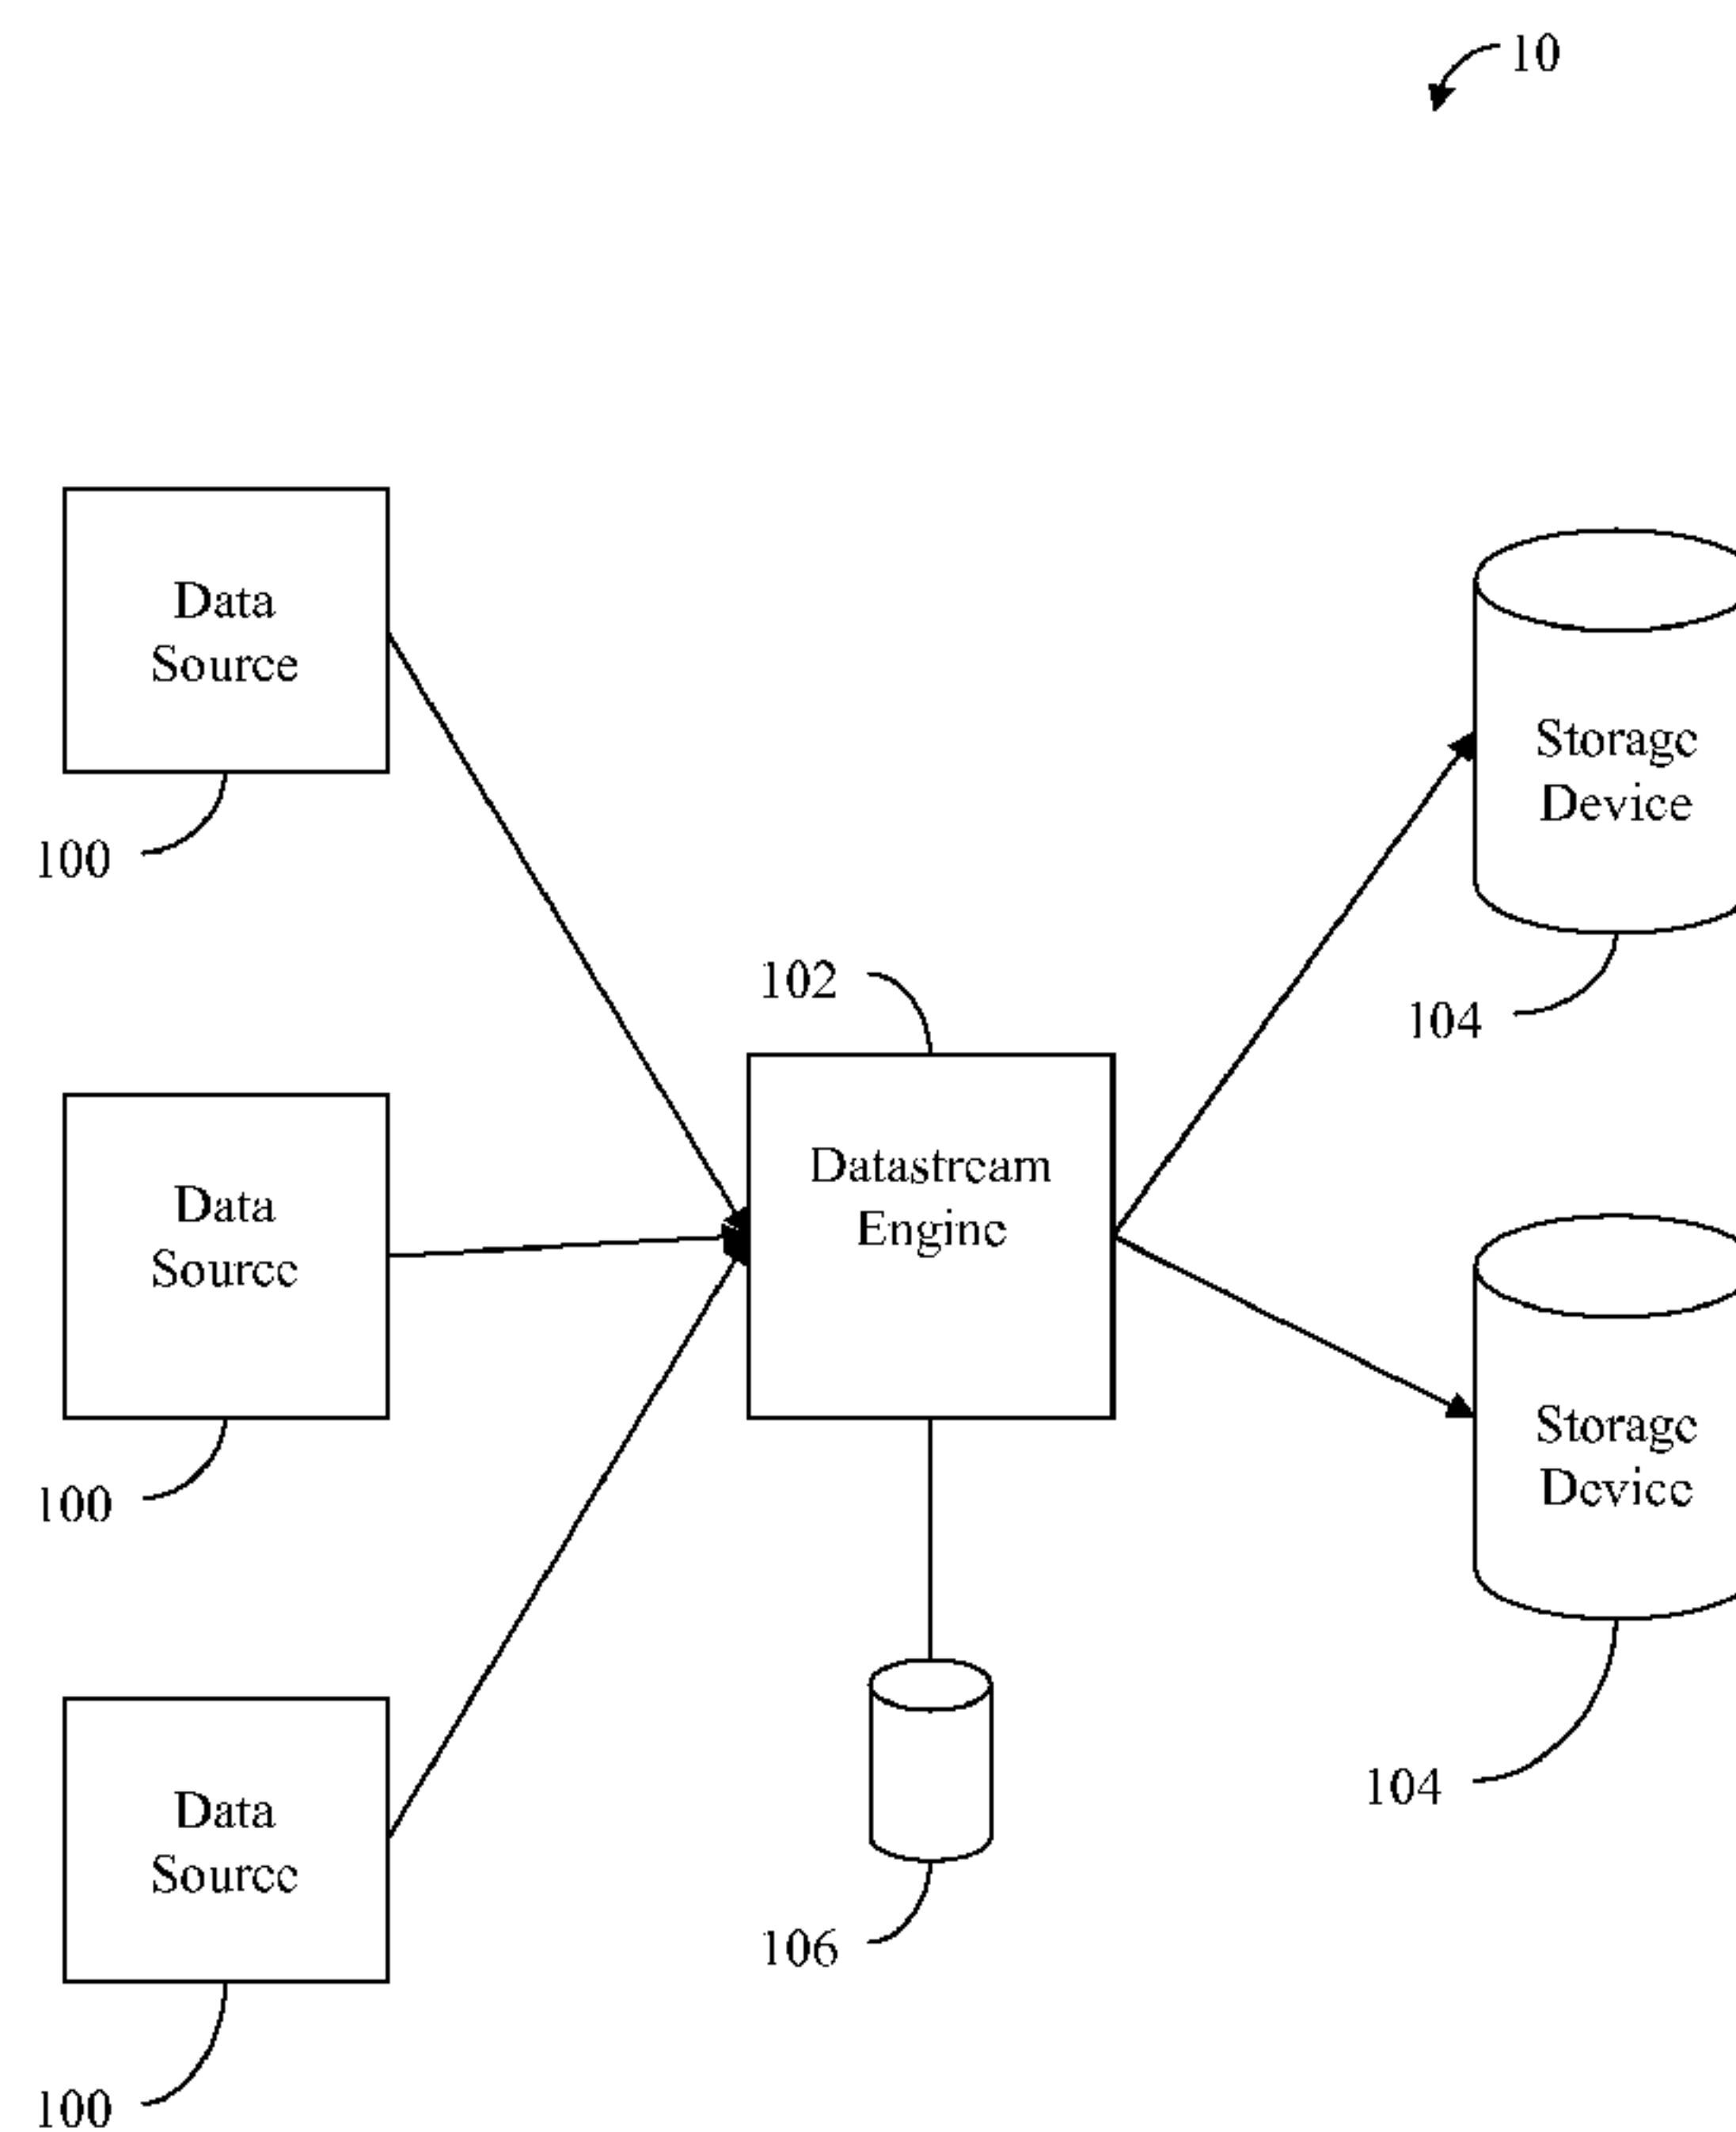 10
Data
Source
100
Storage
Device
104
102
Datastream
Engine
Data
Source
100
Storage
Device
104
106
Data
Source
100